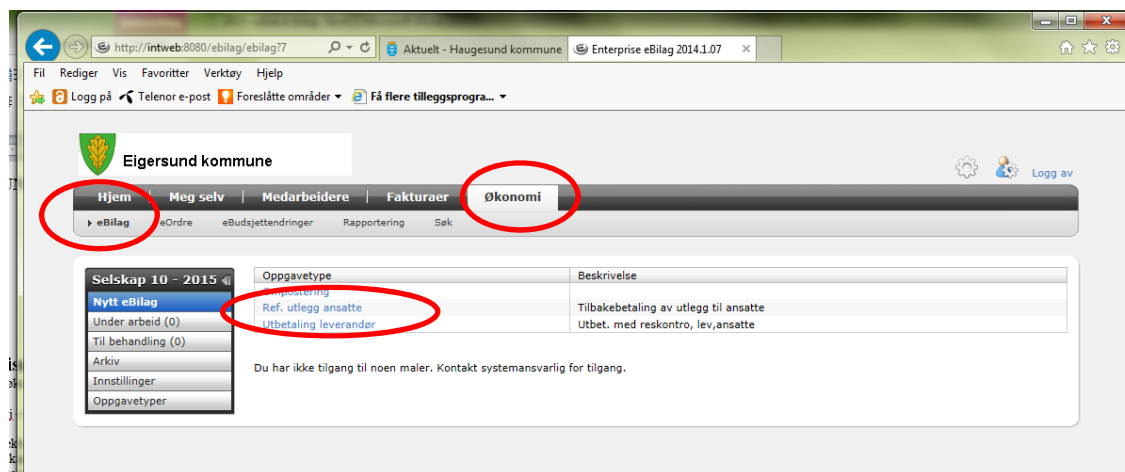 http://intweb:8080/ebilag/ebilag?7
Aktuelt - Haugesund kommune
Enterprise eBilag 2014.1.07
Fil Rediger Vis Favoritter Verktøy Hjelp
Logg på Telenor e-post Foreslåtte områder Få flere tilleggsprogra...
Eigersund kommune
Logg av
Hjem Meg selv Medarbeidere Fakturaer Økonomi
eBilag eOrdre eBudsjettendringer Rapportering Søk
Selskap 10 - 2015
Nytt eBilag
Under arbeid (0)
Til behandling (0)
Arkiv
Innstillinger
Oppgavetyper
Oppgavetype Beskrivelse
Ompostering
Ref. utlegg ansatte Tilbakebetaling av utlegg til ansatte
Utbetaling leverandør Utbet. med reskontro, lev,ansatte
Du har ikke tilgang til noen maler. Kontakt systemansvarlig for tilgang.